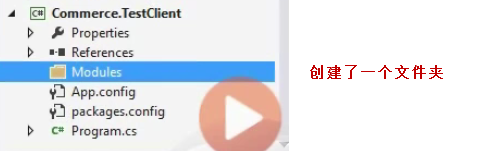 Commerce.TestClient
Properties
References
Modules
创建了一个文件夹
App.config
packages.config
C# Program.cs